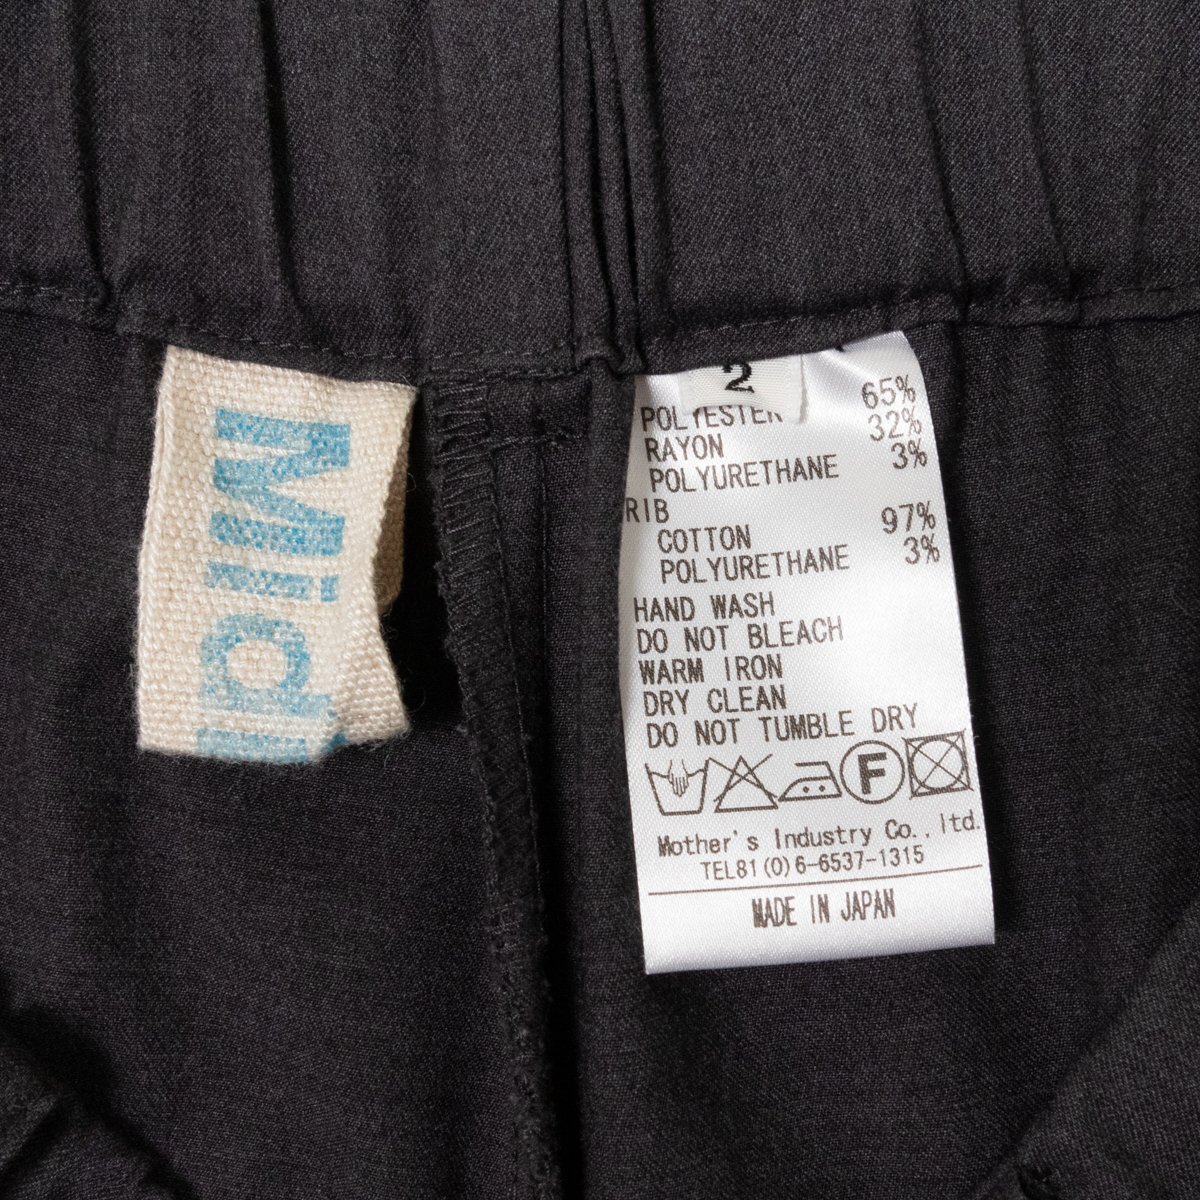 Mid
2
POLYESTER 65%
RAYON 32%
POLYURETHANE 3%
RIB
COTTON 97%
POLYURETHANE 3%
HAND WASH
DO NOT BLEACH
WARM IRON
DRY CLEAN
DO NOT TUMBLE DRY
F
Mother's Industry Co.,ltd.
TEL81(0)6-6537-1315
MADE IN JAPAN